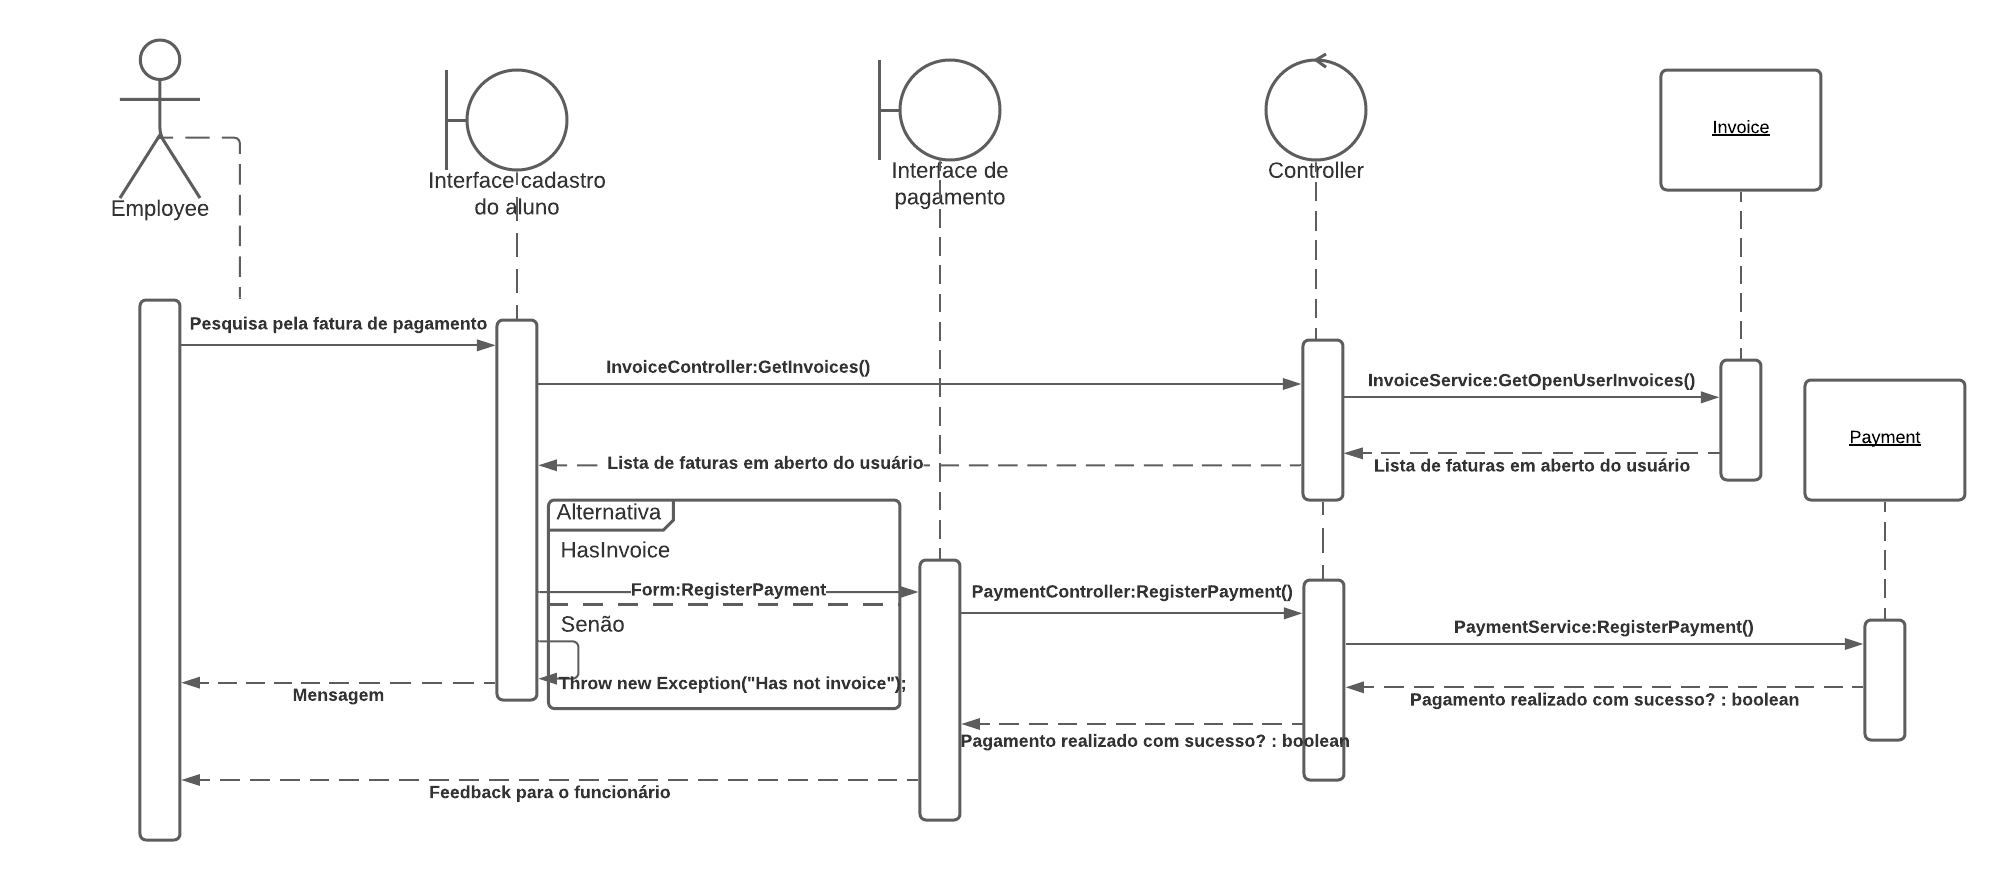 Employee
Interface cadastro
do aluno
Interface de
pagamento
Controller
Invoice
Pesquisa pela fatura de pagamento
InvoiceController:GetInvoices()
InvoiceService:GetOpenUserInvoices()
Payment
Lista de faturas em aberto do usuário
Lista de faturas em aberto do usuário
Alternativa
HasInvoice
Form:RegisterPayment
PaymentController:RegisterPayment()
Senão
PaymentService:RegisterPayment()
Throw new Exception("Has not invoice");
Mensagem
Pagamento realizado com sucesso? : boolean
Pagamento realizado com sucesso? : boolean
Feedback para o funcionário